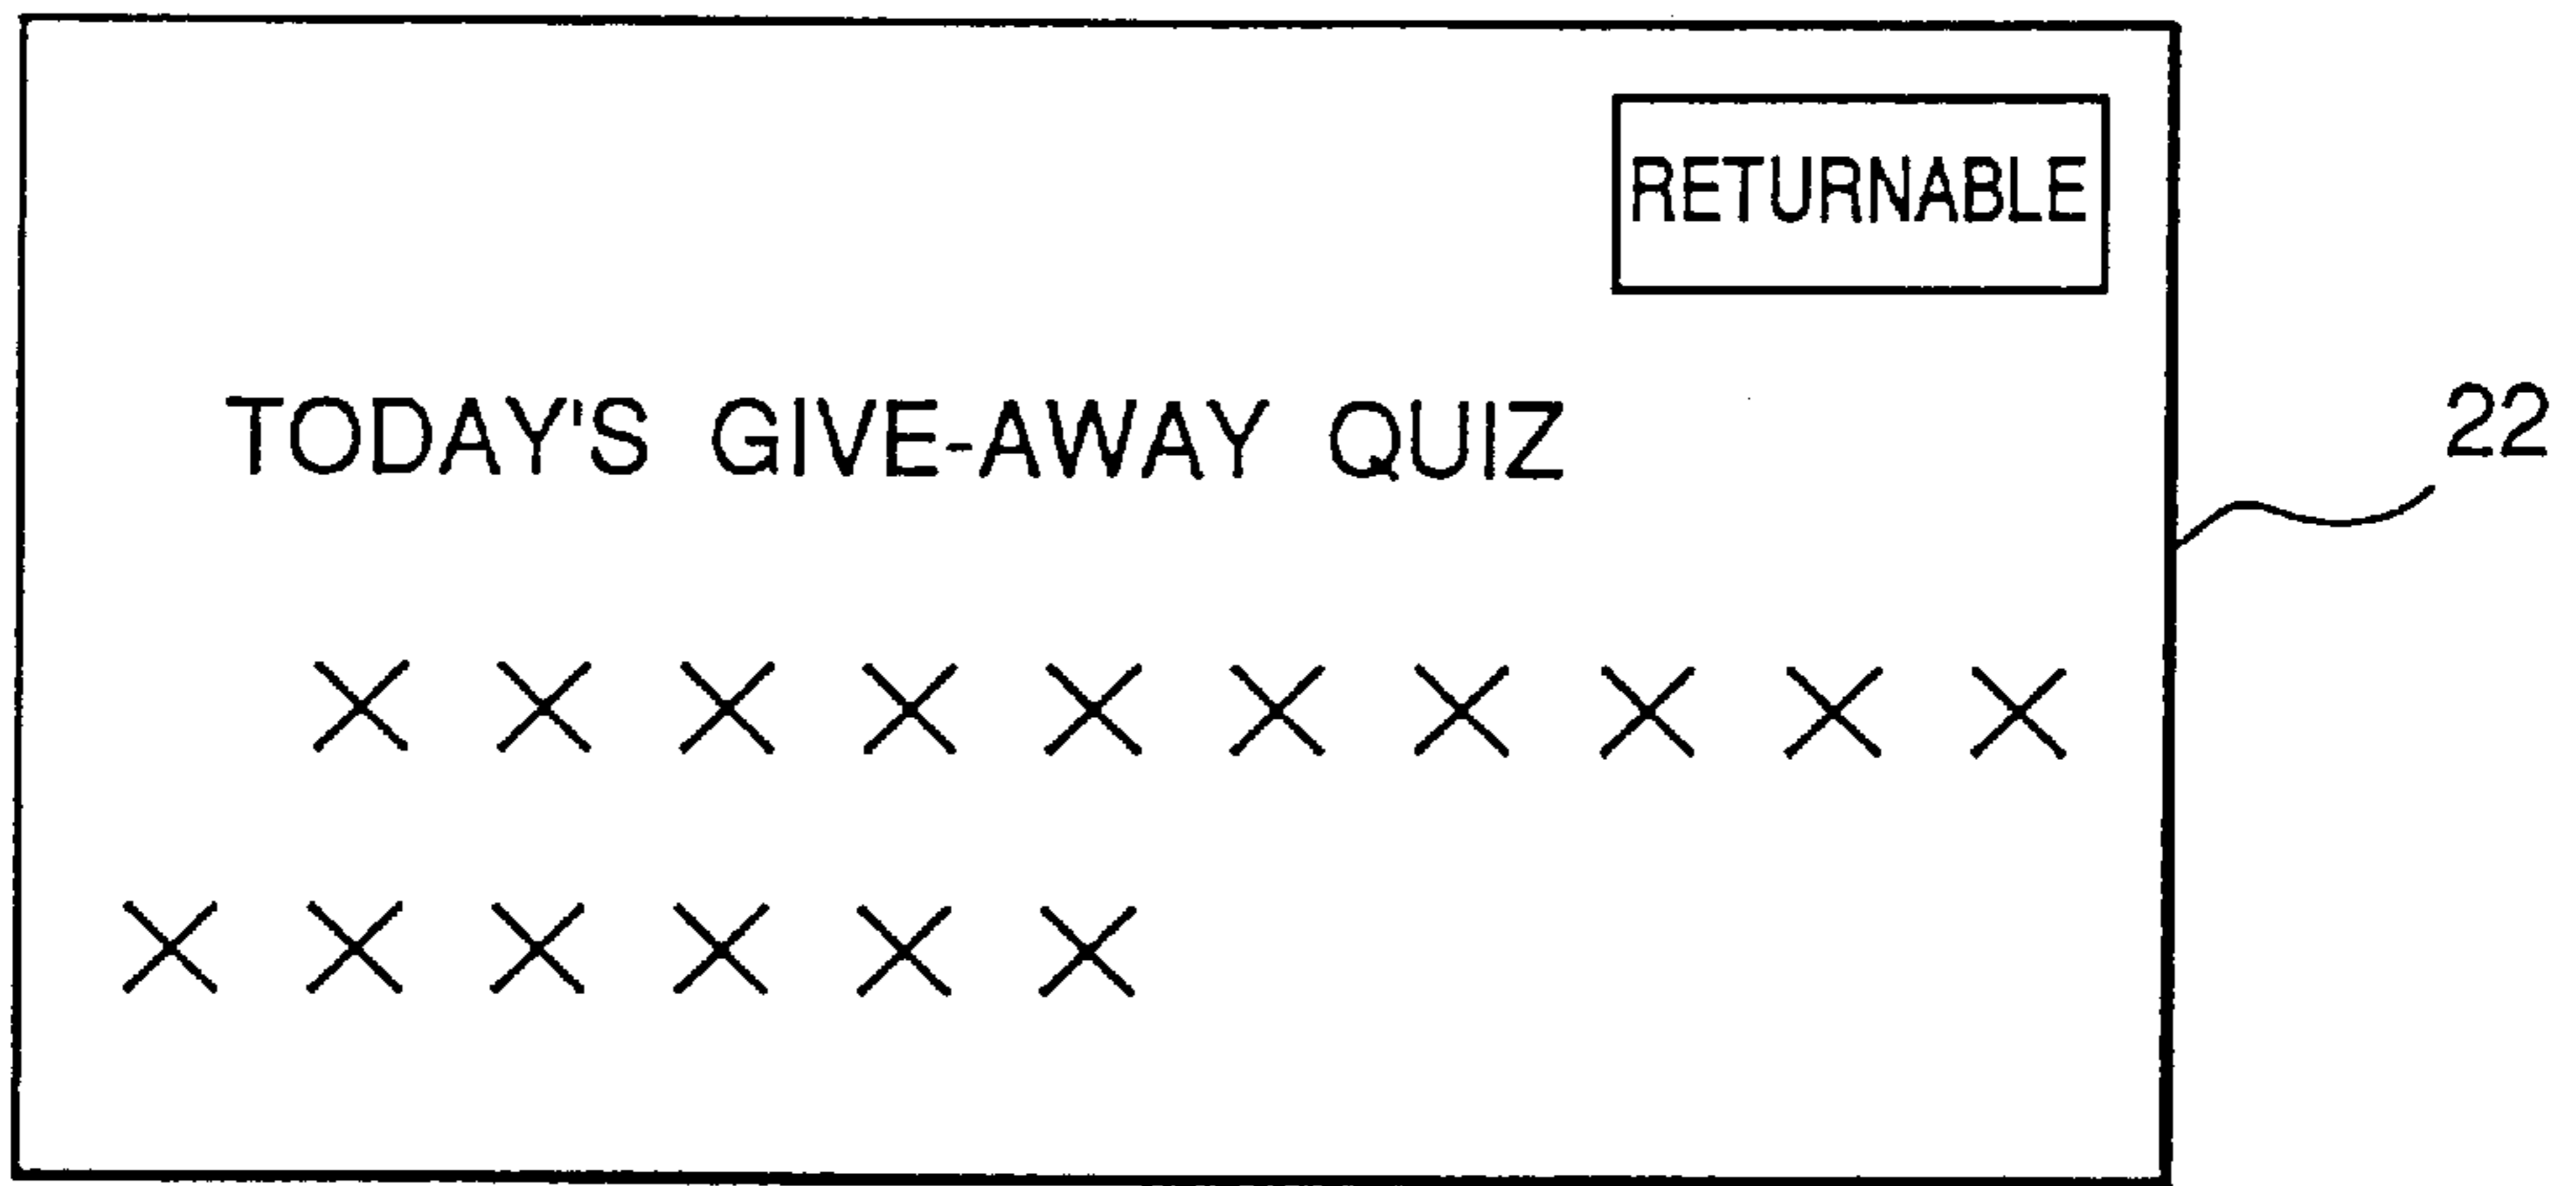 RETURNABLE
TODAY'S GIVE-AWAY QUIZ
22
× × × × × × × × × ×
× × × × × ×